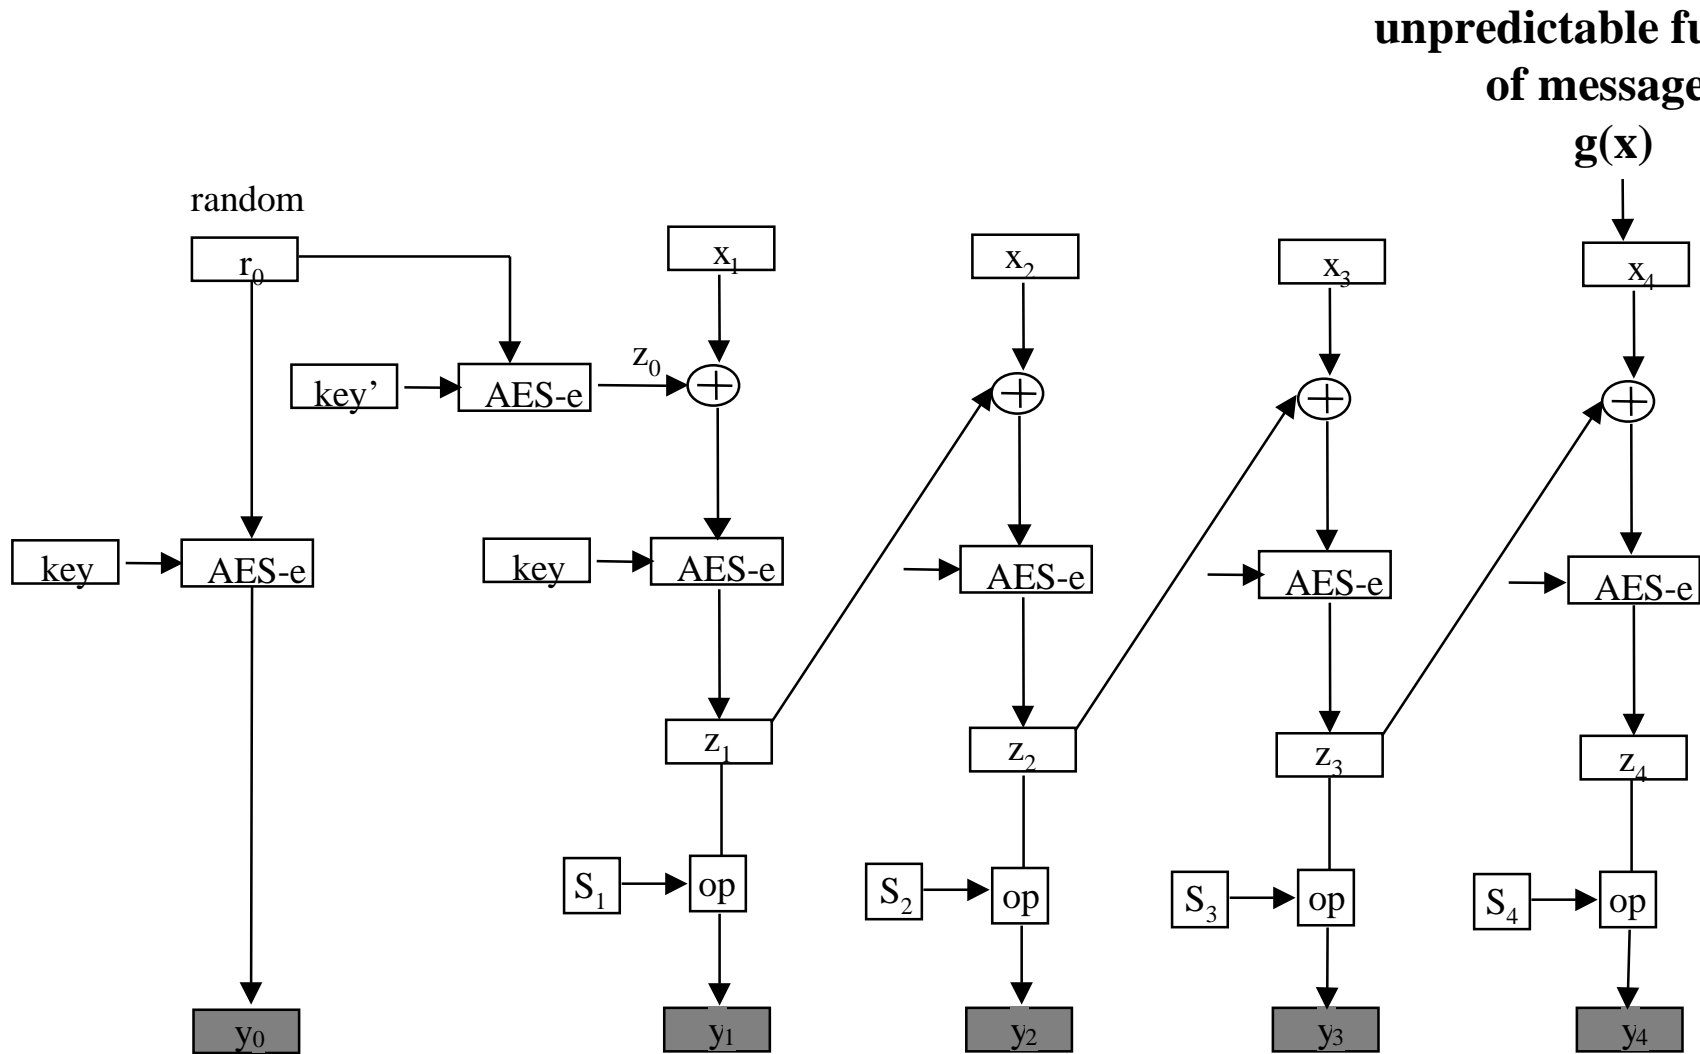 unpredictable fu
of message
g(x)
random
r₀
x₁
x₂
x₃
x₄
z₀
key’
AES-e
key
AES-e
key
AES-e
AES-e
AES-e
AES-e
z₁
z₂
z₃
z₄
S₁
op
S₂
op
S₃
op
S₄
op
y₀
y₁
y₂
y₃
y₄